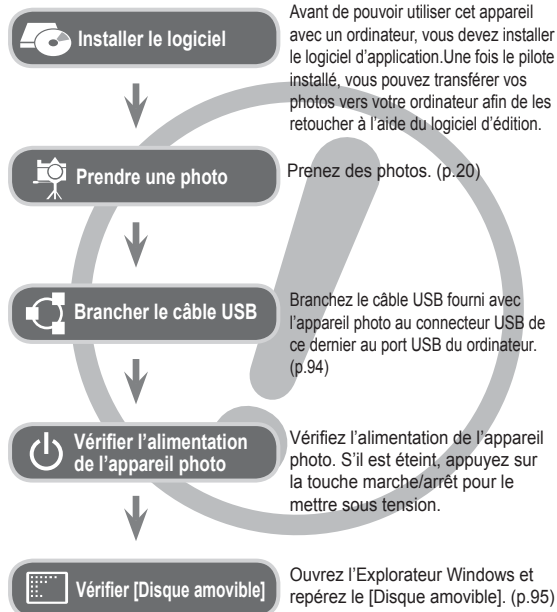 Installer le logiciel
Avant de pouvoir utiliser cet appareil
avec un ordinateur, vous devez installer
le logiciel d’application.Une fois le pilote
installé, vous pouvez transférer vos
photos vers votre ordinateur afin de les
retoucher à l’aide du logiciel d’édition.
Prendre une photo
Prenez des photos. (p.20)
Brancher le câble USB
Branchez le câble USB fourni avec
l’appareil photo au connecteur USB de
ce dernier au port USB du ordinateur.
(p.94)
Vérifier l’alimentation
de l’appareil photo
Vérifiez l’alimentation de l’appareil
photo. S’il est éteint, appuyez sur
la touche marche/arrêt pour le
mettre sous tension.
Vérifier [Disque amovible]
Ouvrez l’Explorateur Windows et
repérez le [Disque amovible]. (p.95)